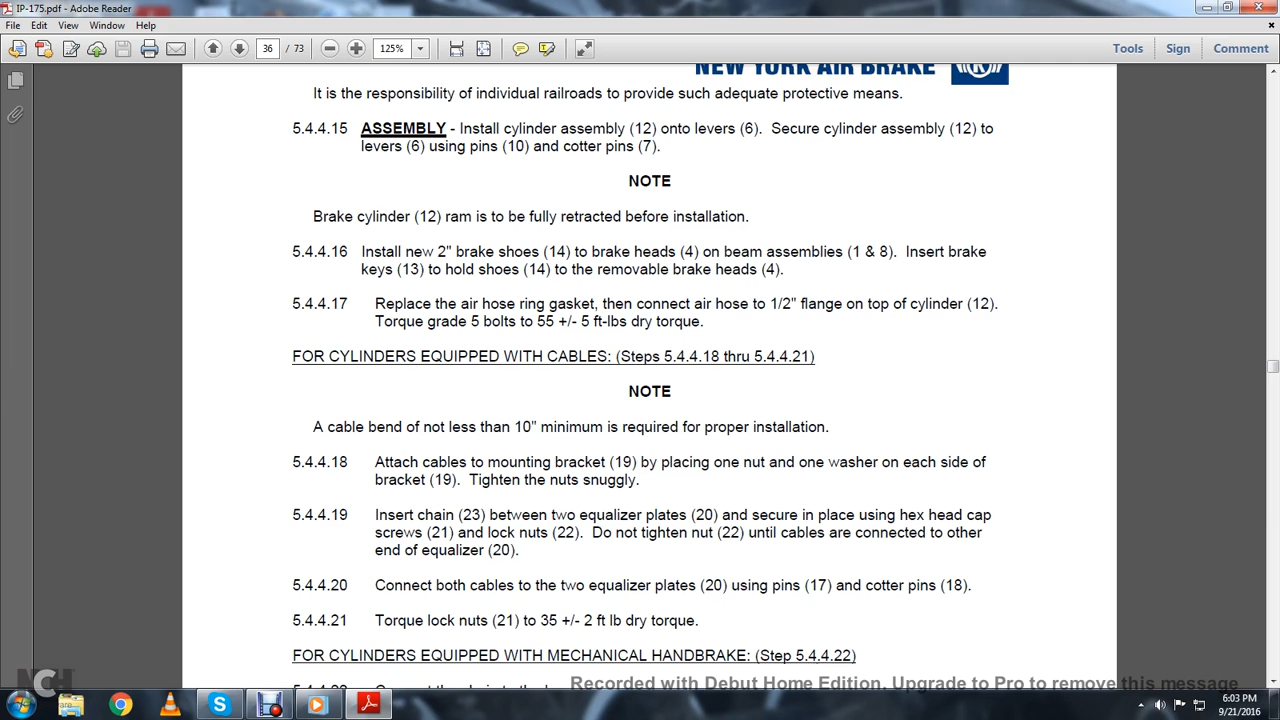 IP-175.pdf - Adobe Reader
File Edit View Window Help
36 / 73 125% Tools Sign Comment
NEW YORK AIR BRAKE
It is the responsibility of individual railroads to provide such adequate protective means.
5.4.4.15 ASSEMBLY - Install cylinder assembly (12) onto levers (6). Secure cylinder assembly (12) to
levers (6) using pins (10) and cotter pins (7).
NOTE
Brake cylinder (12) ram is to be fully retracted before installation.
5.4.4.16 Install new 2" brake shoes (14) to brake heads (4) on beam assemblies (1 & 8). Insert brake
keys (13) to hold shoes (14) to the removable brake heads (4).
5.4.4.17 Replace the air hose ring gasket, then connect air hose to 1/2" flange on top of cylinder (12).
Torque grade 5 bolts to 55 +/- 5 ft-lbs dry torque.
FOR CYLINDERS EQUIPPED WITH CABLES: (Steps 5.4.4.18 thru 5.4.4.21)
NOTE
A cable bend of not less than 10" minimum is required for proper installation.
5.4.4.18 Attach cables to mounting bracket (19) by placing one nut and one washer on each side of
bracket (19). Tighten the nuts snuggly.
5.4.4.19 Insert chain (23) between two equalizer plates (20) and secure in place using hex head cap
screws (21) and lock nuts (22). Do not tighten nut (22) until cables are connected to other
end of equalizer (20).
5.4.4.20 Connect both cables to the two equalizer plates (20) using pins (17) and cotter pins (18).
5.4.4.21 Torque lock nuts (21) to 35 +/- 2 ft lb dry torque.
FOR CYLINDERS EQUIPPED WITH MECHANICAL HANDBRAKE: (Step 5.4.4.22)
Recorded with Debut Home Edition. Upgrade to Pro to remove this message
NCH
6:03 PM
9/21/2016